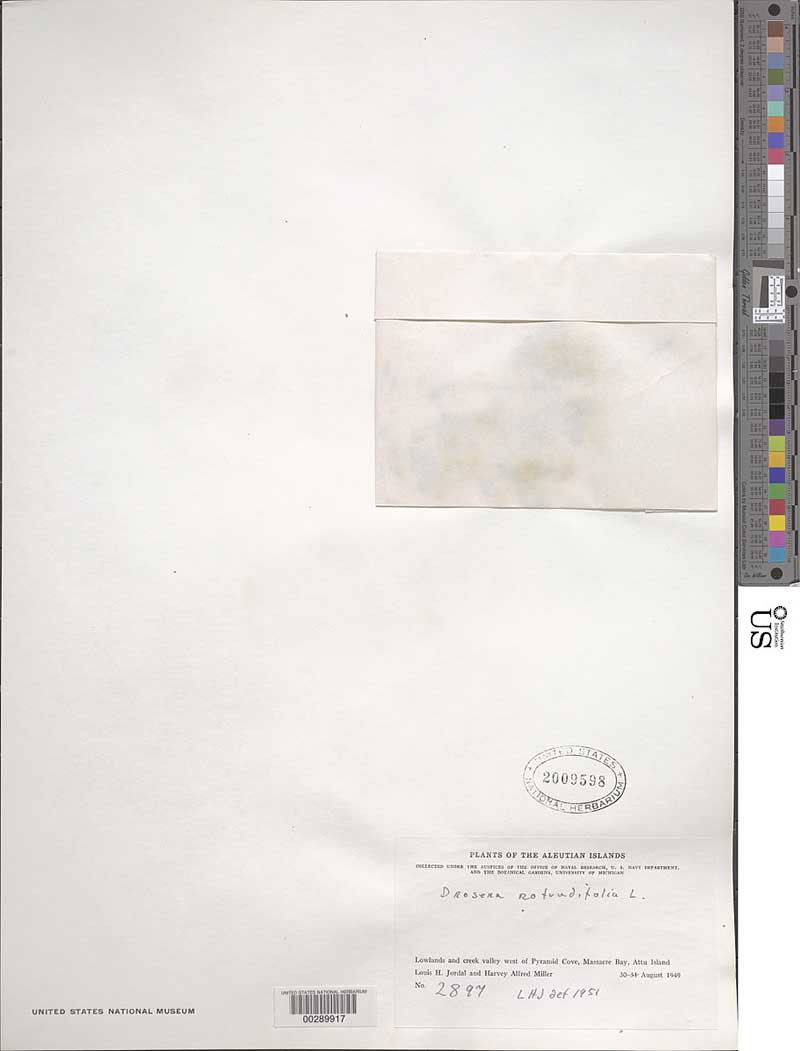 UNITED STATES
2009598
NATIONAL HERBARIUM
PLANTS OF THE ALEUTIAN ISLANDS
COLLECTED UNDER THE AUSPICES OF THE OFFICE OF NAVAL RESEARCH, U. S. NAVY DEPARTMENT,
AND THE BOTANICAL GARDENS, UNIVERSITY OF MICHIGAN
Drosera rotundifolia L.
Lowlands and creek valley west of Pyramid Cove, Massacre Bay, Attu Island
Louis H. Jordal and Harvey Alfred Miller
August 1949
No. 2897 LHJ det 1951
UNITED STATES NATIONAL HERBARIUM
00289917
UNITED STATES NATIONAL MUSEUM
Golden Thread
Smithsonian
Institution
US